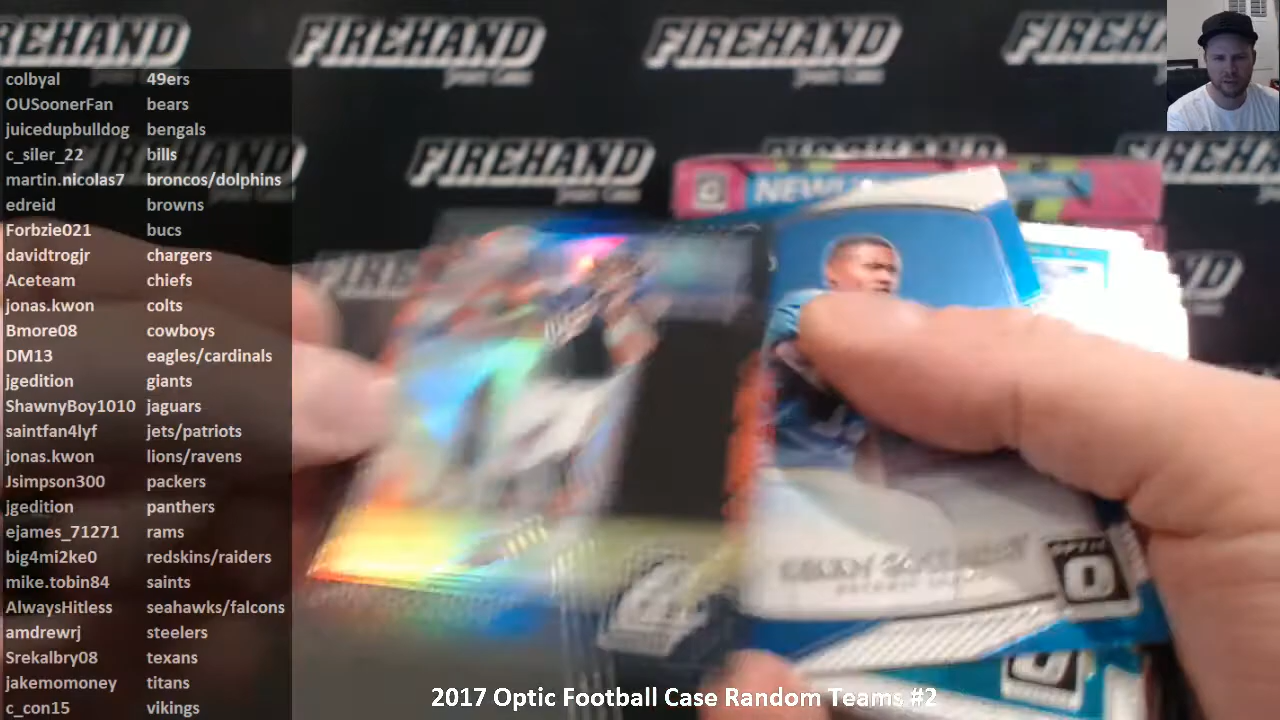 FIREHAND
FIREHAND
FIREHAND
FIREHAND
FIREHAND
FIREHAND
colbyal 49ers
OUSoonerFan bears
juicedupbulldog bengals
c_siler_22 bills
martin.nicolas7 broncos/dolphins
edreid browns
Forbzie021 bucs
davidtrogjr chargers
Aceteam chiefs
jonas.kwon colts
Bmore08 cowboys
DM13 eagles/cardinals
jgedition giants
ShawnyBoy1010 jaguars
saintfan4lyf jets/patriots
jonas.kwon lions/ravens
Jsimpson300 packers
jgedition panthers
ejames_71271 rams
big4mi2ke0 redskins/raiders
mike.tobin84 saints
AlwaysHitless seahawks/falcons
amdrewrj steelers
Srekalbry08 texans
jakemomoney titans
c_con15 vikings
2017 Optic Football Case Random Teams #2